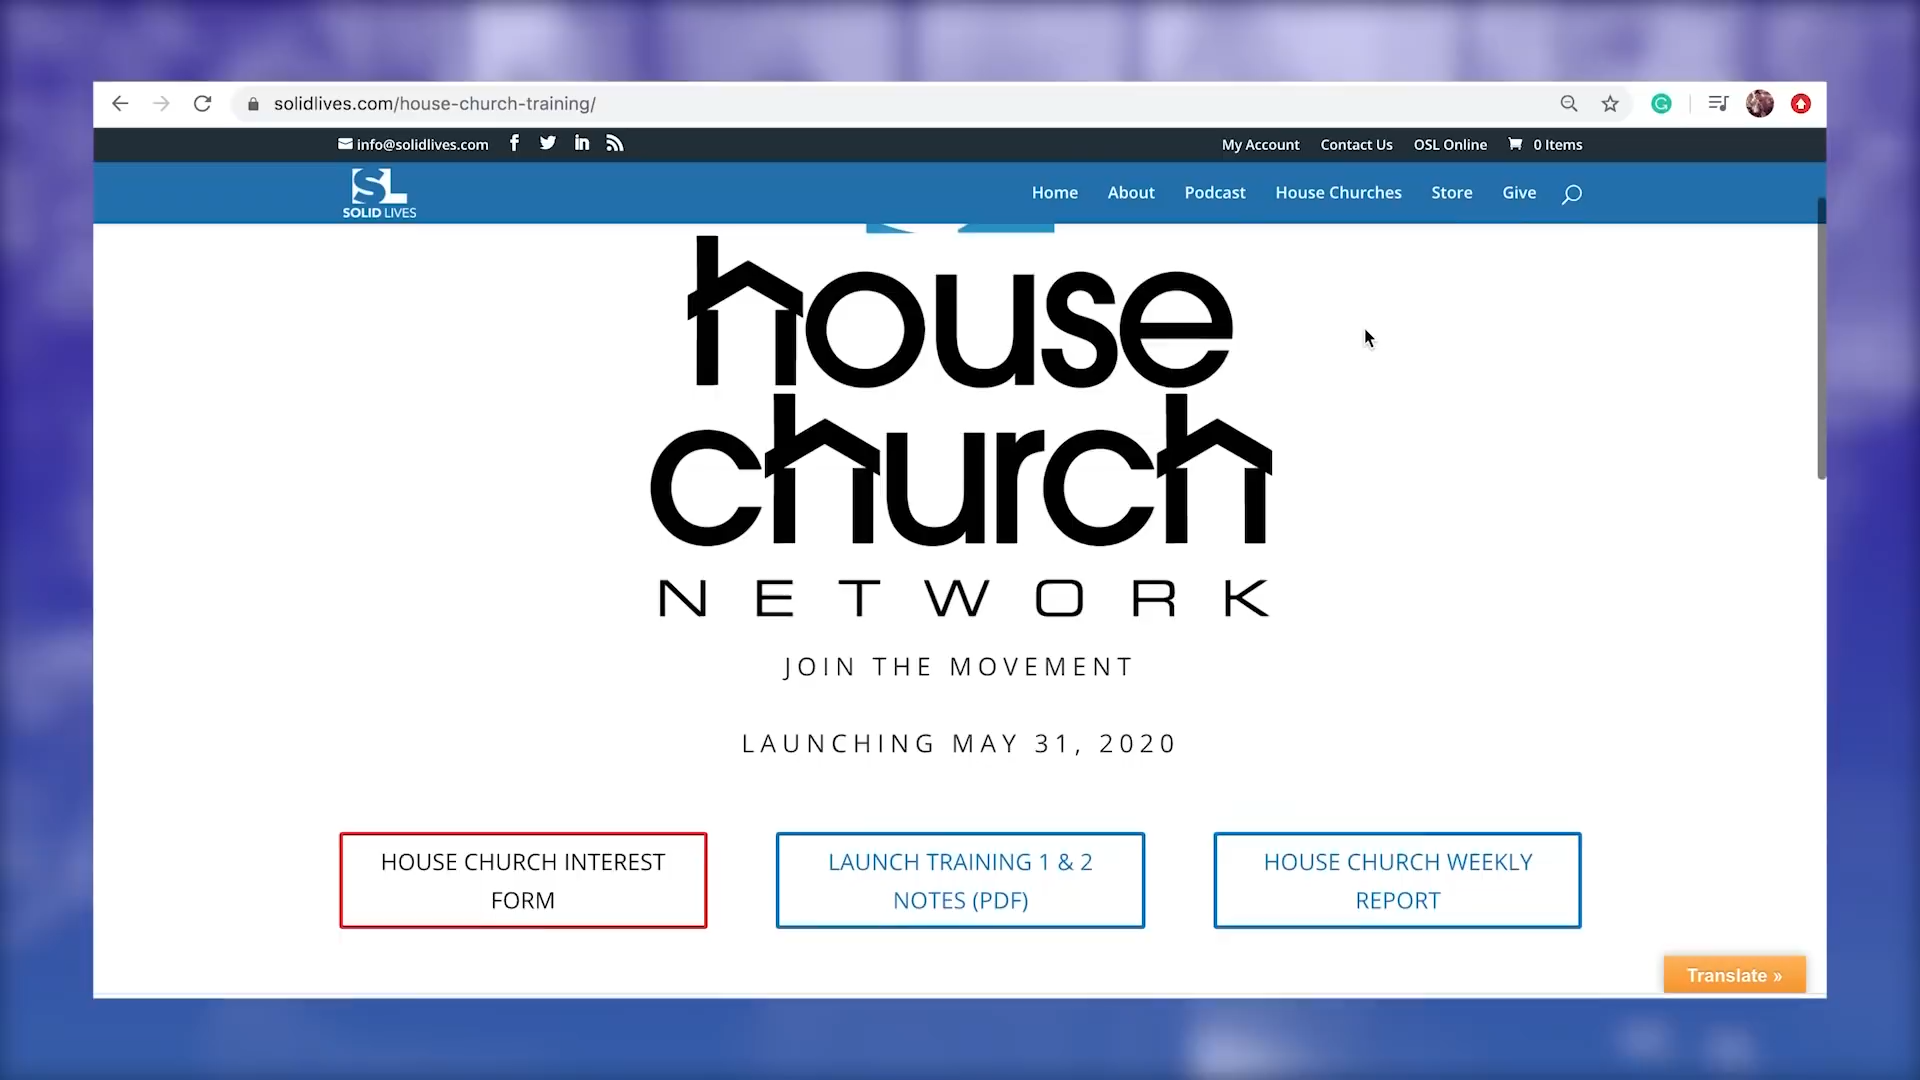 solidlives.com/house-church-training/
info@solidlives.com
My Account
Contact Us
OSL Online
0 Items
SL
SOLID LIVES
Home
About
Podcast
House Churches
Store
Give
house
church
NETWORK
JOIN THE MOVEMENT
LAUNCHING MAY 31, 2020
HOUSE CHURCH INTEREST
FORM
LAUNCH TRAINING 1 & 2
NOTES (PDF)
HOUSE CHURCH WEEKLY
REPORT
Translate »